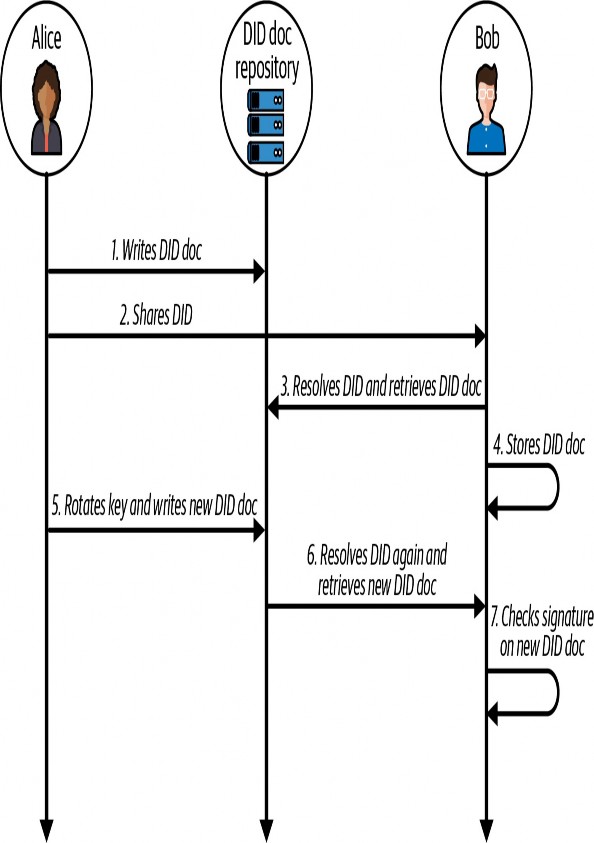 Alice
DID doc
repository
Bob
1. Writes DID doc
2. Shares DID
3. Resolves DID and retrieves DID doc
4. Stores DID doc
5. Rotates key and writes new DID doc
6. Resolves DID again and
retrieves new DID doc
7. Checks signature
on new DID doc